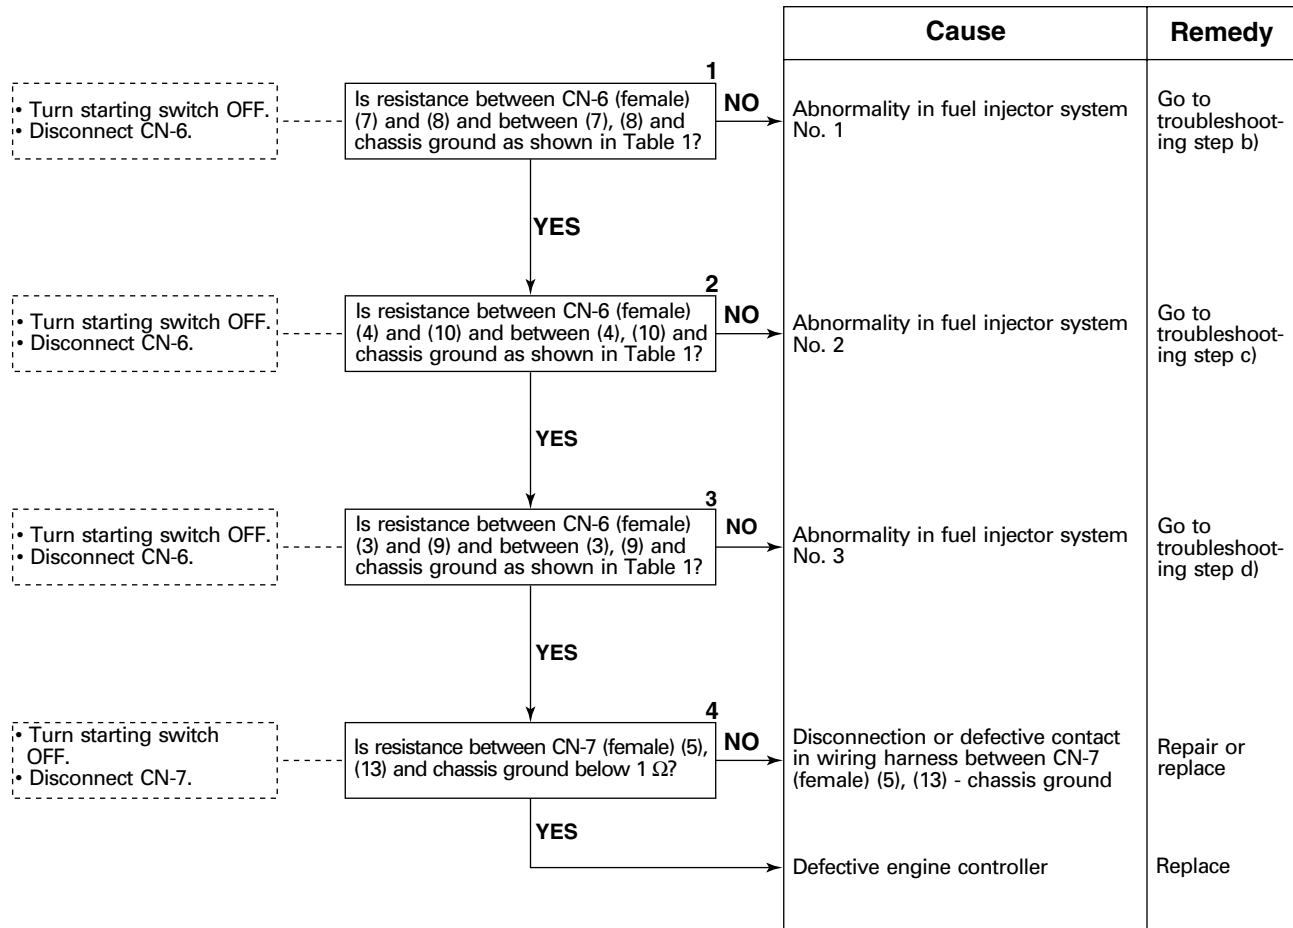 Cause
Remedy
• Turn starting switch OFF.
• Disconnect CN-6.
1
Is resistance between CN-6 (female)
(7) and (8) and between (7), (8) and
chassis ground as shown in Table 1?
NO
Abnormality in fuel injector system
No. 1
Go to
troubleshoot-
ing step b)
YES
• Turn starting switch OFF.
• Disconnect CN-6.
2
Is resistance between CN-6 (female)
(4) and (10) and between (4), (10) and
chassis ground as shown in Table 1?
NO
Abnormality in fuel injector system
No. 2
Go to
troubleshoot-
ing step c)
YES
• Turn starting switch OFF.
• Disconnect CN-6.
3
Is resistance between CN-6 (female)
(3) and (9) and between (3), (9) and
chassis ground as shown in Table 1?
NO
Abnormality in fuel injector system
No. 3
Go to
troubleshoot-
ing step d)
YES
• Turn starting switch
OFF.
• Disconnect CN-7.
4
Is resistance between CN-7 (female) (5),
(13) and chassis ground below 1 Ω?
NO
Disconnection or defective contact
in wiring harness between CN-7
(female) (5), (13) - chassis ground
Repair or
replace
YES
Defective engine controller
Replace